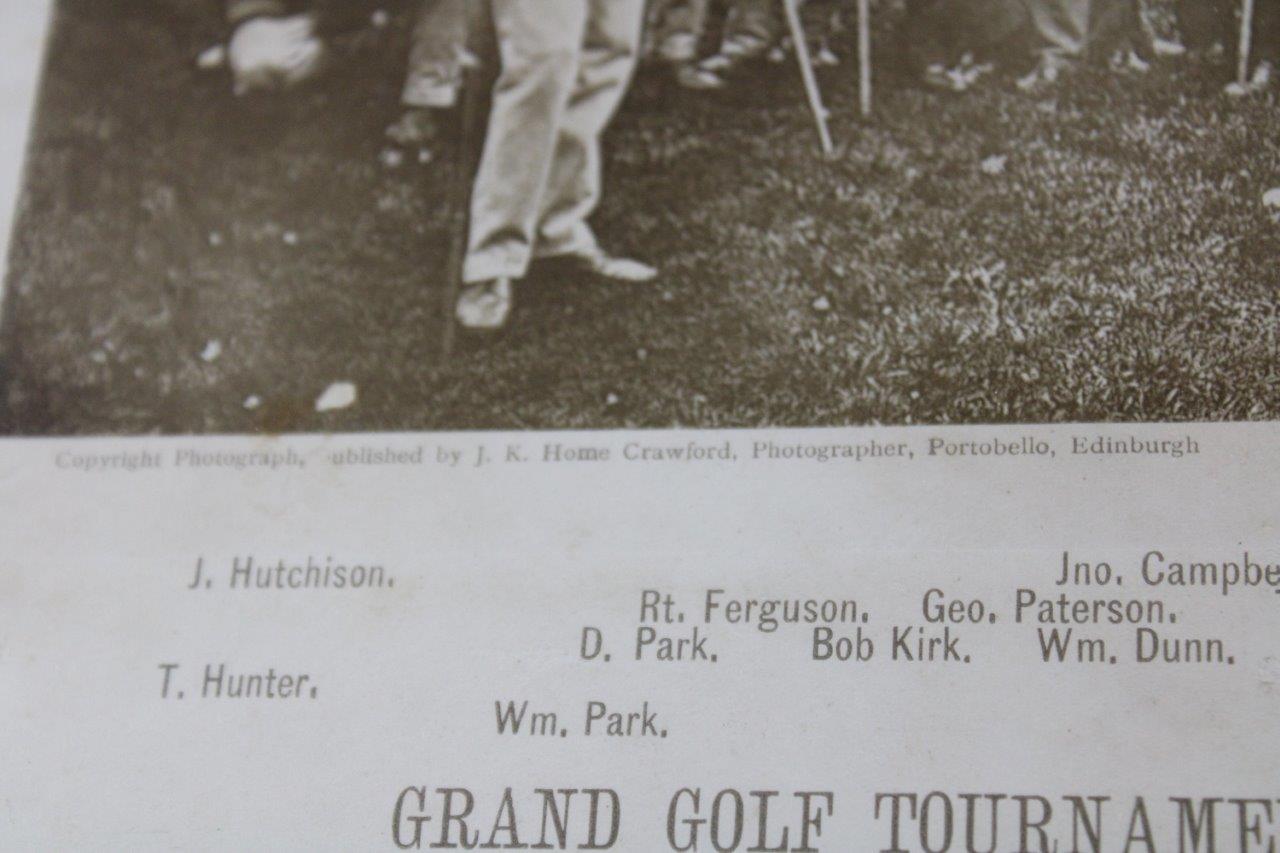 Copyright Photograph, ublished by J. K. Home Crawford, Photographer, Portobello, Edinburgh
J. Hutchison. Jno. Campbe
Rt. Ferguson. Geo. Paterson.
D. Park. Bob Kirk. Wm. Dunn.
T. Hunter.
Wm. Park.
GRAND GOLF TOURNAME